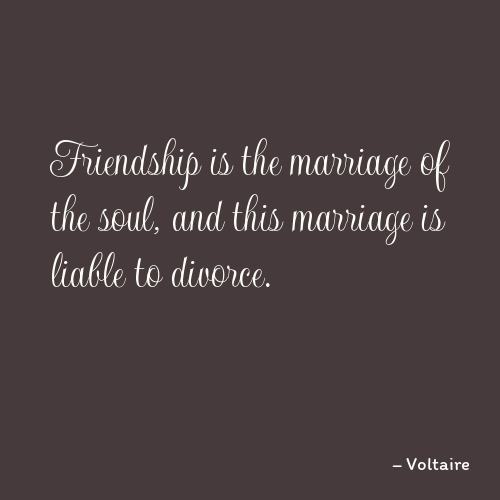 Friendship is the marriage of
the soul, and this marriage is
liable to divorce.
– Voltaire